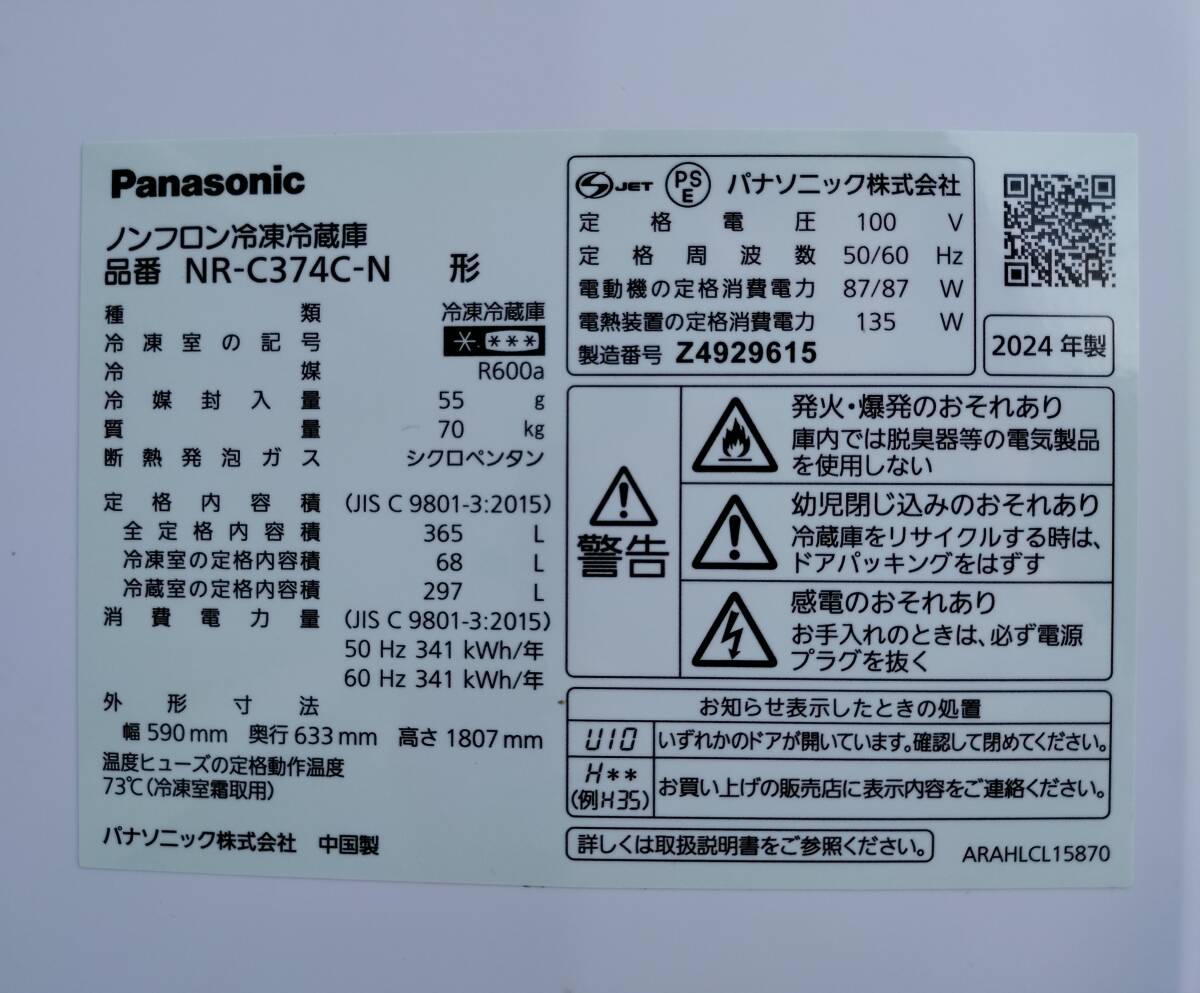 Panasonic
ノンフロン冷凍冷蔵庫
品番 NR-C374C-N 形
種類 冷凍冷蔵庫
冷凍室の記号 * ***
冷媒 R600a
冷媒封入量 55 g
質量 70 kg
断熱発泡ガス シクロペンタン
定格内容積 (JIS C 9801-3:2015)
全定格内容積 365 L
冷凍室の定格内容積 68 L
冷蔵室の定格内容積 297 L
消費電力量 (JIS C 9801-3:2015)
50 Hz 341 kWh/年
60 Hz 341 kWh/年
外形寸法
幅 590 mm 奥行 633 mm 高さ 1807 mm
温度ヒューズの定格動作温度
73℃(冷凍室霜取用)
パナソニック株式会社 中国製
S JET PS E パナソニック株式会社
定格電圧 100 V
定格周波数 50/60 Hz
電動機の定格消費電力 87/87 W
電熱装置の定格消費電力 135 W
製造番号 Z4929615
2024 年製
警告
発火・爆発のおそれあり
庫内では脱臭器等の電気製品
を使用しない
幼児閉じ込みのおそれあり
冷蔵庫をリサイクルする時は、
ドアパッキングをはずす
感電のおそれあり
お手入れのときは、必ず電源
プラグを抜く
お知らせ表示したときの処置
U10 いずれかのドアが開いています。確認して閉めてください。
H**
(例H35) お買い上げの販売店に表示内容をご連絡ください。
詳しくは取扱説明書をご参照ください。
ARAHLCL15870